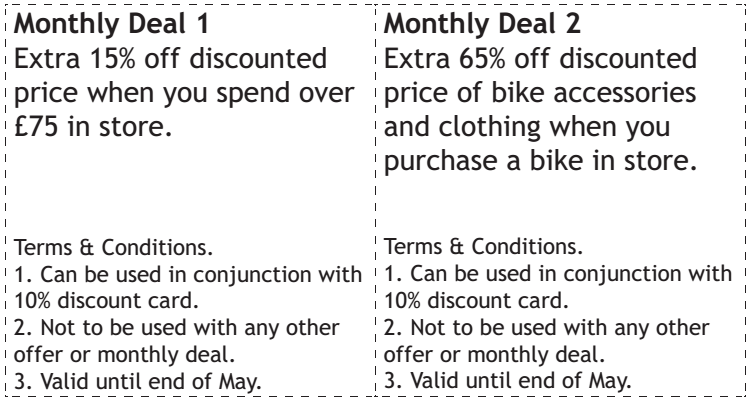 Monthly Deal 1
Extra 15% off discounted
price when you spend over
£75 in store.
Terms & Conditions.
1. Can be used in conjunction with
10% discount card.
2. Not to be used with any other
offer or monthly deal.
3. Valid until end of May.
Monthly Deal 2
Extra 65% off discounted
price of bike accessories
and clothing when you
purchase a bike in store.
Terms & Conditions.
1. Can be used in conjunction with
10% discount card.
2. Not to be used with any other
offer or monthly deal.
3. Valid until end of May.